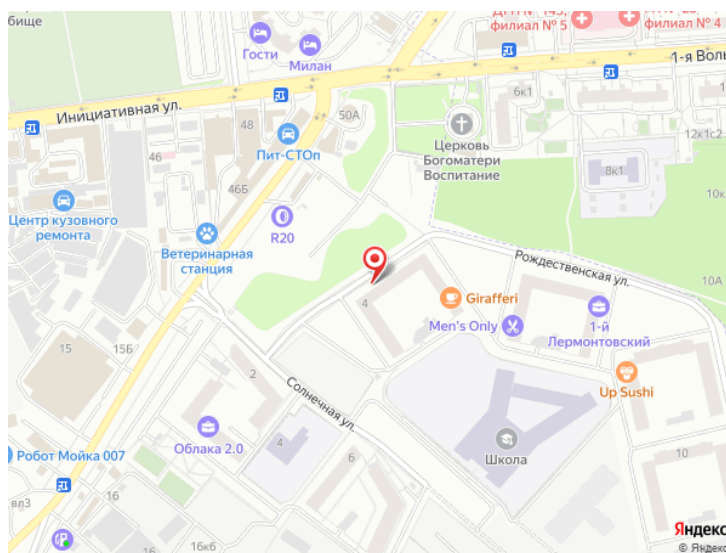 бище
Гости
Милан
филиал № 5
филиал № 4
1-я Воль
Инициативная ул.
50А
6к1
48
Пит-СТОп
46
46Б
Церковь
Богоматери
Воспитание
12к1с2
8к1
10к
Центр кузовного
ремонта
R20
Ветеринарная
станция
Рождественская ул.
10А
4
Girafferi
Men's Only
1-й
Лермонтовский
15
15Б
2
Солнечная ул.
Up Sushi
Облака 2.0
4
Школа
Робот Мойка 007
6
10
вл3
16
16к6
Яндекс
© Яндекс